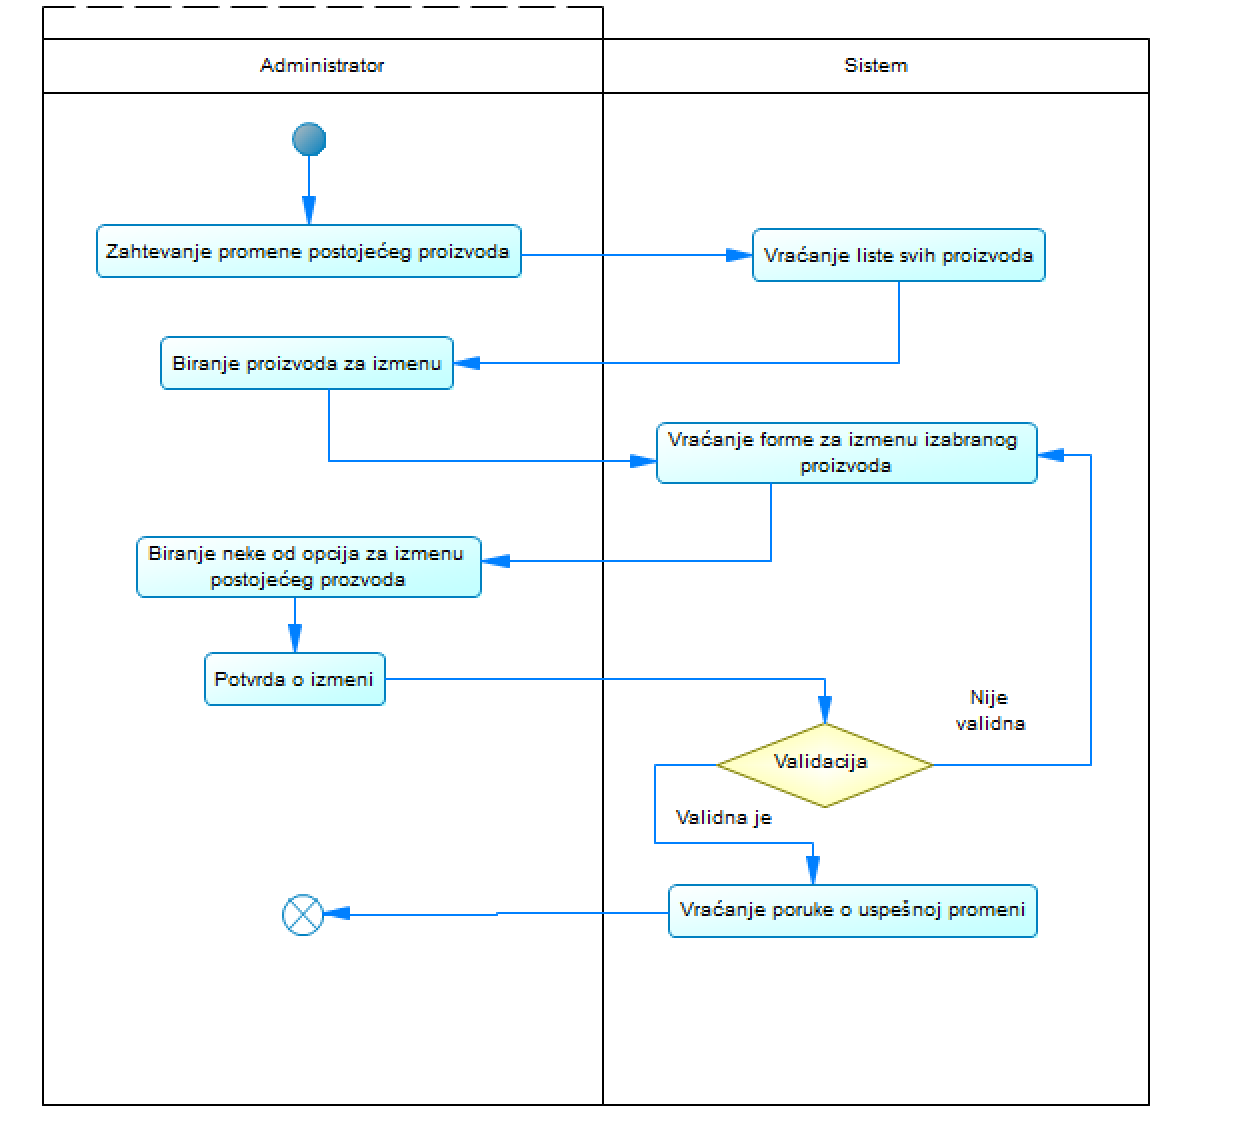 Administrator
Sistem
Zahtevanje promene postojećeg proizvoda
Vraćanje liste svih proizvoda
Biranje proizvoda za izmenu
Vraćanje forme za izmenu izabranog
proizvoda
Biranje neke od opcija za izmenu
postojećeg prozvoda
Potvrda o izmeni
Nije
validna
Validacija
Validna je
Vraćanje poruke o uspešnoj promeni